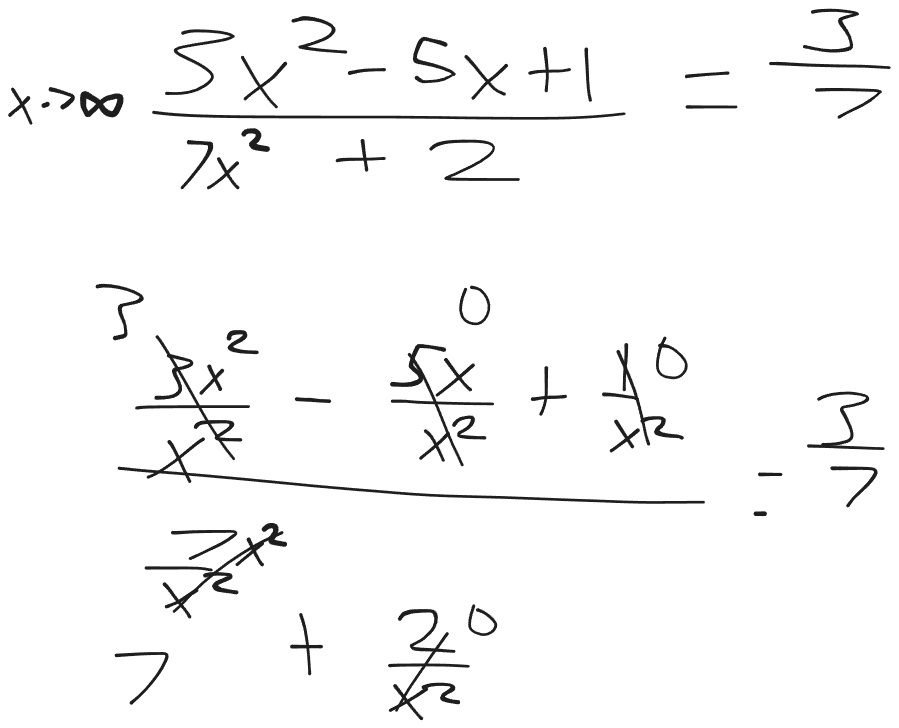 x->∞ (3x² - 5x + 1)/(7x² + 2) = 3/7
3 0
(3x²/x² - 5x/x² + 1/x² 0)/(7x²/x² + 2/x² 0) = 3/7
7